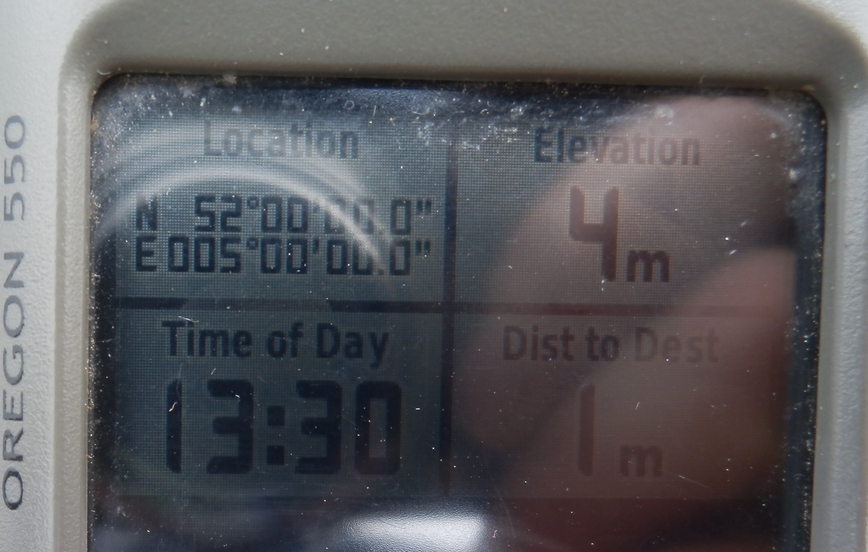 OREGON 550
Location
N 52°00'00.0"
E 005°00'00.0"
Elevation
4m
Time of Day
13:30
Dist to Dest
1 m